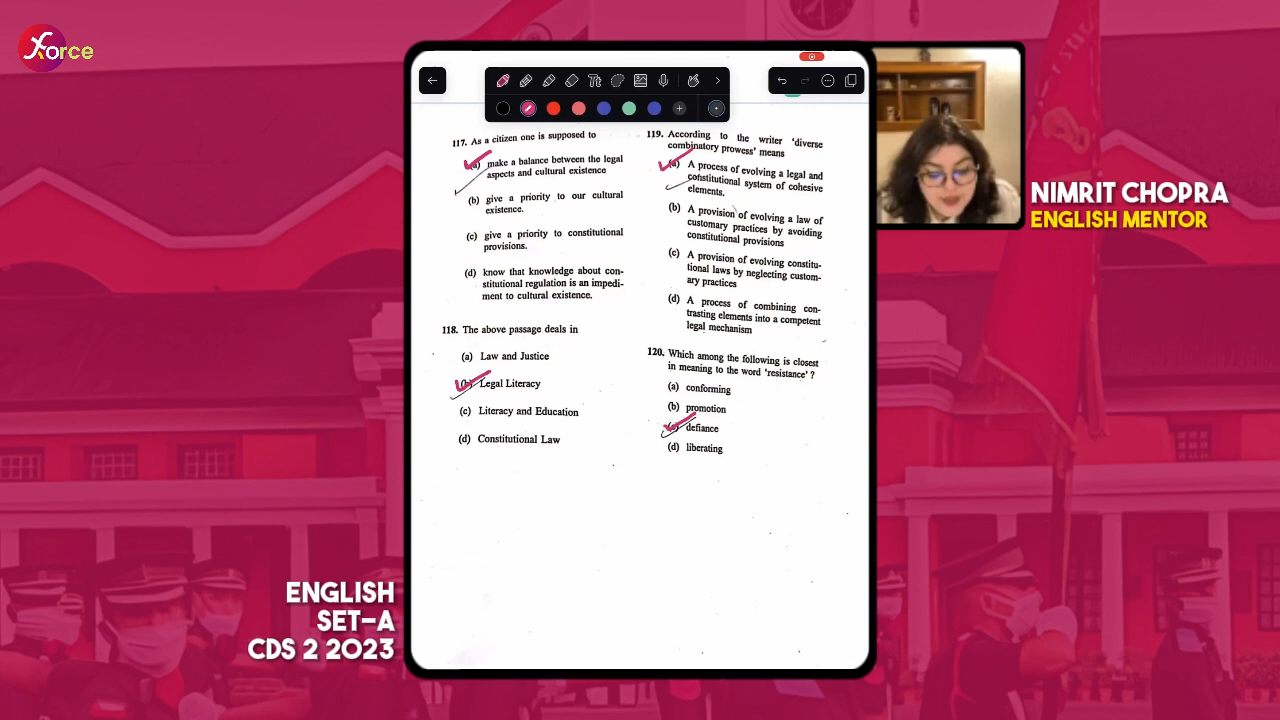 force
117. As a citizen one is supposed to
(a) make a balance between the legal
aspects and cultural existence
(b) give a priority to our cultural
existence.
(c) give a priority to constitutional
provisions.
(d) know that knowledge about con-
stitutional regulation is an impedi-
ment to cultural existence.
118. The above passage deals in
(a) Law and Justice
(b) Legal Literacy
(c) Literacy and Education
(d) Constitutional Law
119. According to the writer 'diverse
combinatory prowess' means
(a) A process of evolving a legal and
constitutional system of cohesive
elements.
(b) A provision of evolving a law of
customary practices by avoiding
constitutional provisions
(c) A provision of evolving constitu-
tional laws by neglecting custom-
ary practices
(d) A process of combining con-
trasting elements into a competent
legal mechanism
120. Which among the following is closest
in meaning to the word 'resistance' ?
(a) conforming
(b) promotion
defiance
(d) liberating
NIMRIT CHOPRA
ENGLISH MENTOR
ENGLISH
SET-A
CDS 2 2023